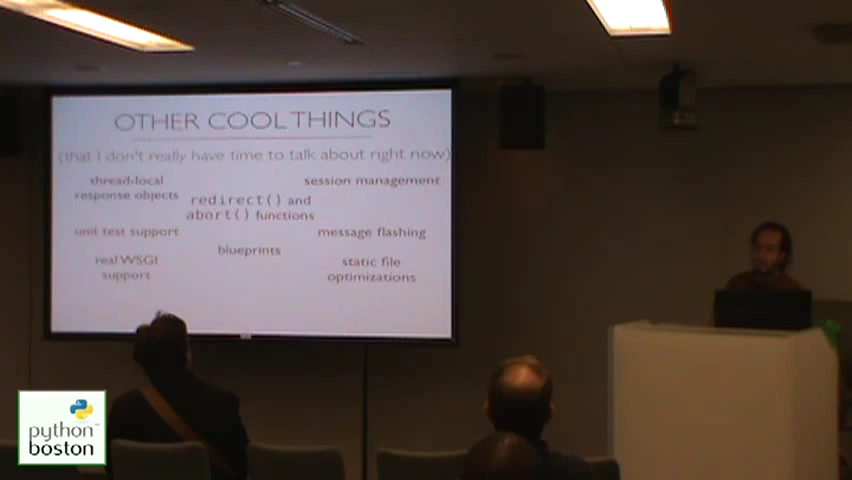 OTHER COOL THINGS
(that I don't really have time to talk about right now)
thread-local
response objects
redirect() and
abort() functions
session management
unit test support
blueprints
message flashing
real WSGI
support
static file
optimizations
python™
boston